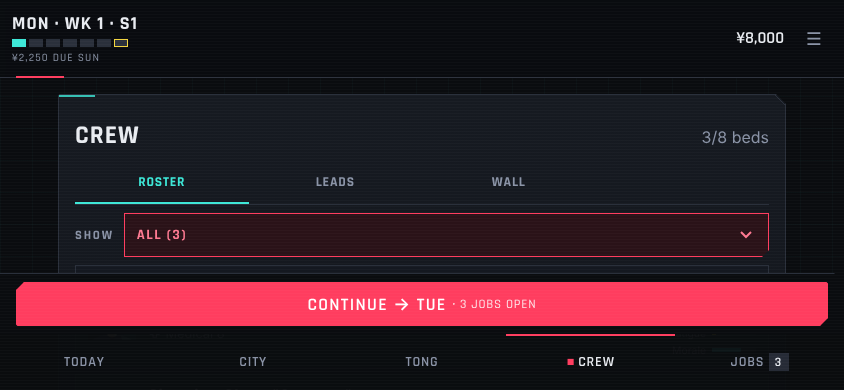 MON · WK 1 · S1
¥2,250 DUE SUN
¥8,000
CREW
3/8 beds
ROSTER
LEADS
WALL
SHOW
ALL (3)
CONTINUE → TUE · 3 JOBS OPEN
TODAY
CITY
TONG
CREW
JOBS 3